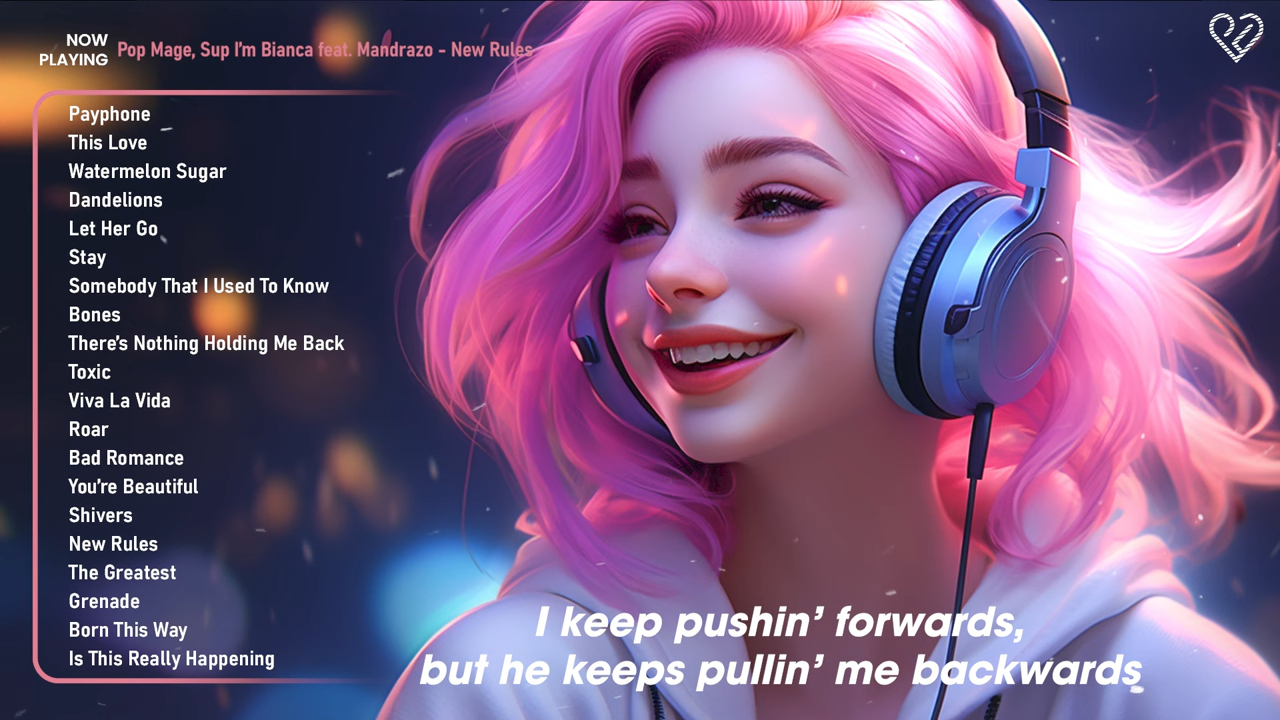 NOW
PLAYING
Pop Mage, Sup I'm Bianca feat. Mandrazo - New Rules
Payphone
This Love
Watermelon Sugar
Dandelions
Let Her Go
Stay
Somebody That I Used To Know
Bones
There's Nothing Holding Me Back
Toxic
Viva La Vida
Roar
Bad Romance
You're Beautiful
Shivers
New Rules
The Greatest
Grenade
Born This Way
Is This Really Happening
I keep pushin' forwards,
but he keeps pullin' me backwards